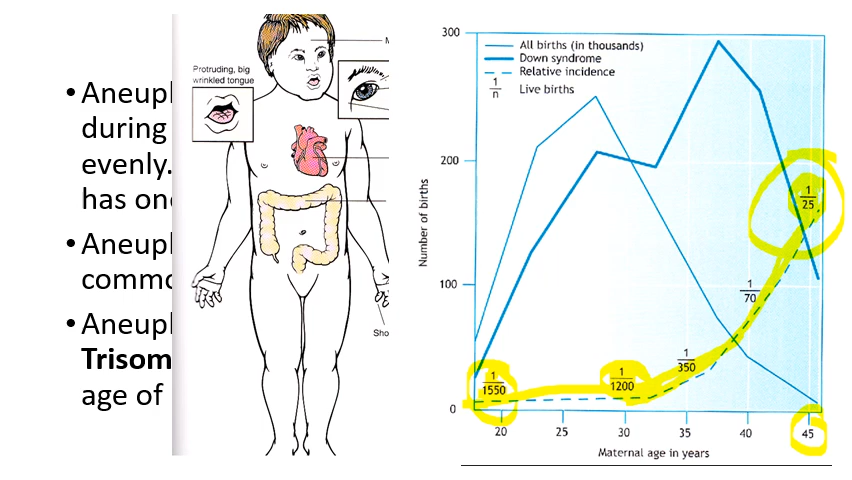 • Aneupl
during
evenly.
has on
• Aneupl
commo
• Aneupl
Trisom
age of
Protruding, big
wrinkled tongue
Sho
300
200
100
0
Number of births
All births (in thousands)
Down syndrome
Relative incidence
1/n Live births
1/1550
1/1200
1/350
1/70
1/25
20 25 30 35 40 45
Maternal age in years